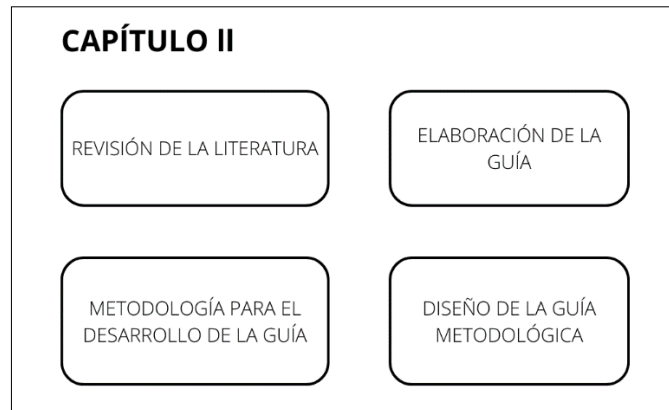 CAPÍTULO II
REVISIÓN DE LA LITERATURA
ELABORACIÓN DE LA
GUÍA
METODOLOGÍA PARA EL
DESARROLLO DE LA GUÍA
DISEÑO DE LA GUÍA
METODOLÓGICA